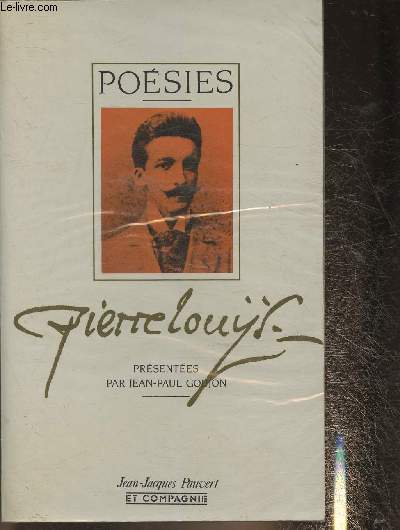 Le-livre.com
POÉSIES
Pierre louÿs
PRÉSENTÉES
PAR JEAN-PAUL GOUJON
Jean-Jacques Pauvert
ET COMPAGNIE